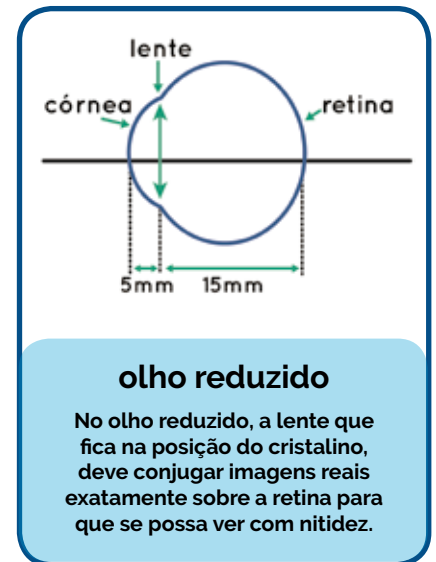 lente
córnea
retina
5mm 15mm
olho reduzido
No olho reduzido, a lente que
fica na posição do cristalino,
deve conjugar imagens reais
exatamente sobre a retina para
que se possa ver com nitidez.